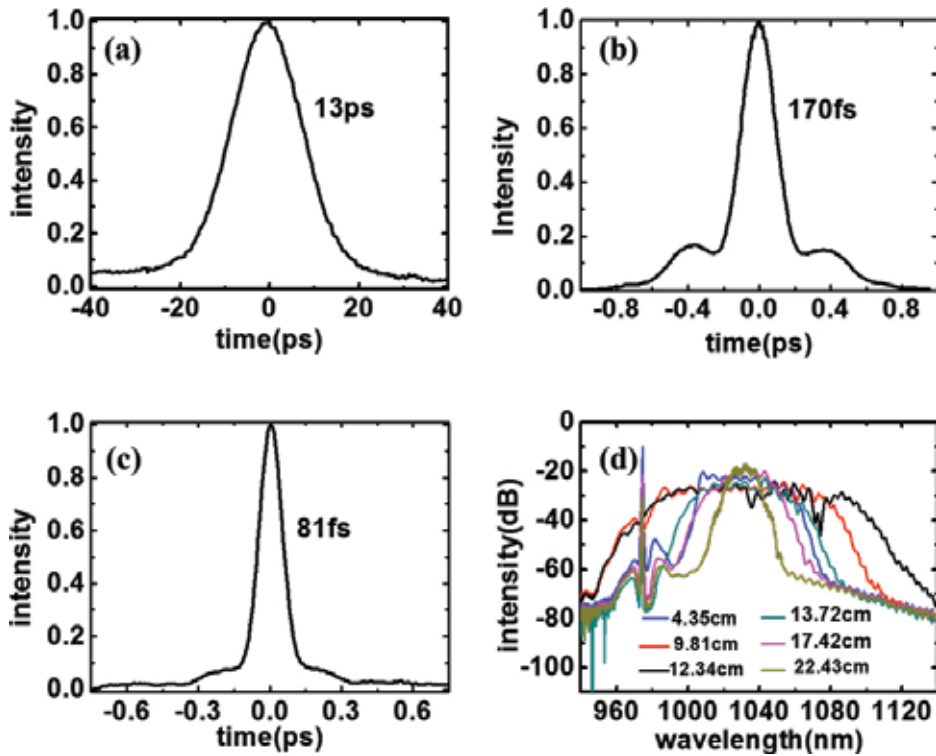 (a)
13ps
intensity
1.0
0.8
0.6
0.4
0.2
0.0
-40 -20 0 20 40
time(ps)
(b)
170fs
Intensity
1.0
0.8
0.6
0.4
0.2
0.0
-0.8 -0.4 0.0 0.4 0.8
time(ps)
(c)
81fs
intensity
1.0
0.8
0.6
0.4
0.2
0.0
-0.6 -0.3 0.0 0.3 0.6
time(ps)
(d)
intensity(dB)
0
-20
-40
-60
-80
-100
4.35cm 13.72cm
9.81cm 17.42cm
12.34cm 22.43cm
960 1000 1040 1080 1120
wavelength(nm)